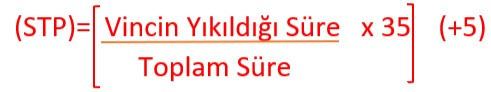 (STP)=[ Vincin Yıkıldığı Süre x 35] (+5)
Toplam Süre